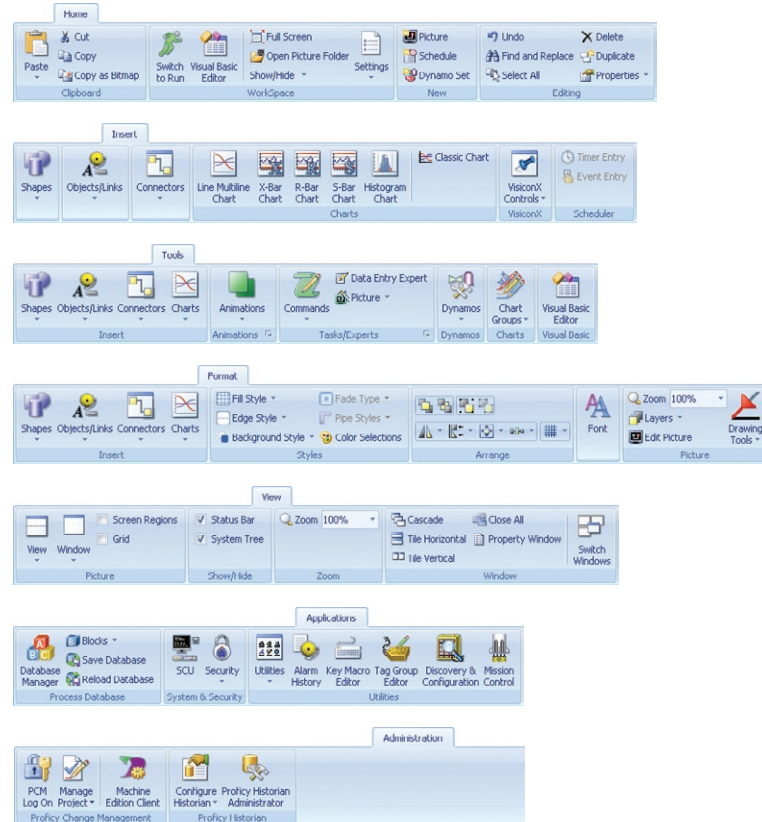 Home
Paste
Cut
Copy
Copy as Bitmap
Clipboard
Switch to Run
Visual Basic Editor
Full Screen
Open Picture Folder
Show/Hide
Settings
WorkSpace
Picture
Schedule
Dynamo Set
New
Undo
Find and Replace
Select All
Delete
Duplicate
Properties
Editing
Insert
Shapes
Objects/Links
Connectors
Line Multiline Chart
X-Bar Chart
R-Bar Chart
S-Bar Chart
Histogram Chart
Classic Chart
Charts
VisiconX Controls
VisiconX
Timer Entry
Event Entry
Scheduler
Tools
Shapes
Objects/Links
Connectors
Charts
Insert
Animations
Animations
Commands
Data Entry Expert
Picture
Tasks/Experts
Dynamos
Dynamos
Chart Groups
Charts
Visual Basic Editor
Visual Basic
Format
Shapes
Objects/Links
Connectors
Charts
Insert
Fill Style
Edge Style
Background Style
Fade Type
Pipe Styles
Color Selections
Styles
Arrange
Font
Zoom 100%
Layers
Edit Picture
Drawing Tools
Picture
View
View
Window
Screen Regions
Grid
Picture
Status Bar
System Tree
Show/Hide
Zoom 100%
Zoom
Cascade
Tile Horizontal
Tile Vertical
Close All
Property Window
Switch Windows
Window
Applications
Database Manager
Blocks
Save Database
Reload Database
Process Database
SCU
Security
System & Security
Utilities
Alarm History
Key Macro Editor
Tag Group Editor
Discovery & Configuration
Mission Control
Utilities
Administration
PCM Log On
Manage Project
Machine Edition Client
Proficy Change Management
Configure Historian
Proficy Historian Administrator
Proficy Historian